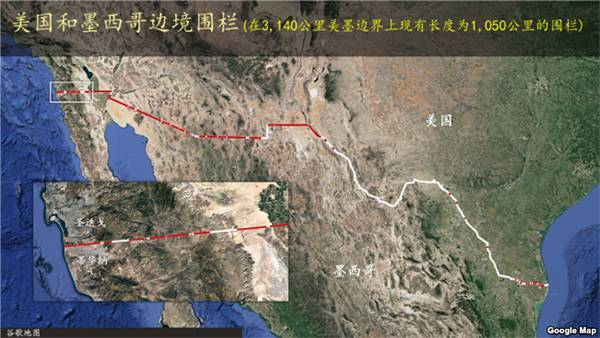 美国和墨西哥边境围栏 (在3,140公里美墨边界上现有长度为1,050公里的围栏)
美国
圣迭戈
蒂华纳
墨西哥
谷歌地图
Google Map